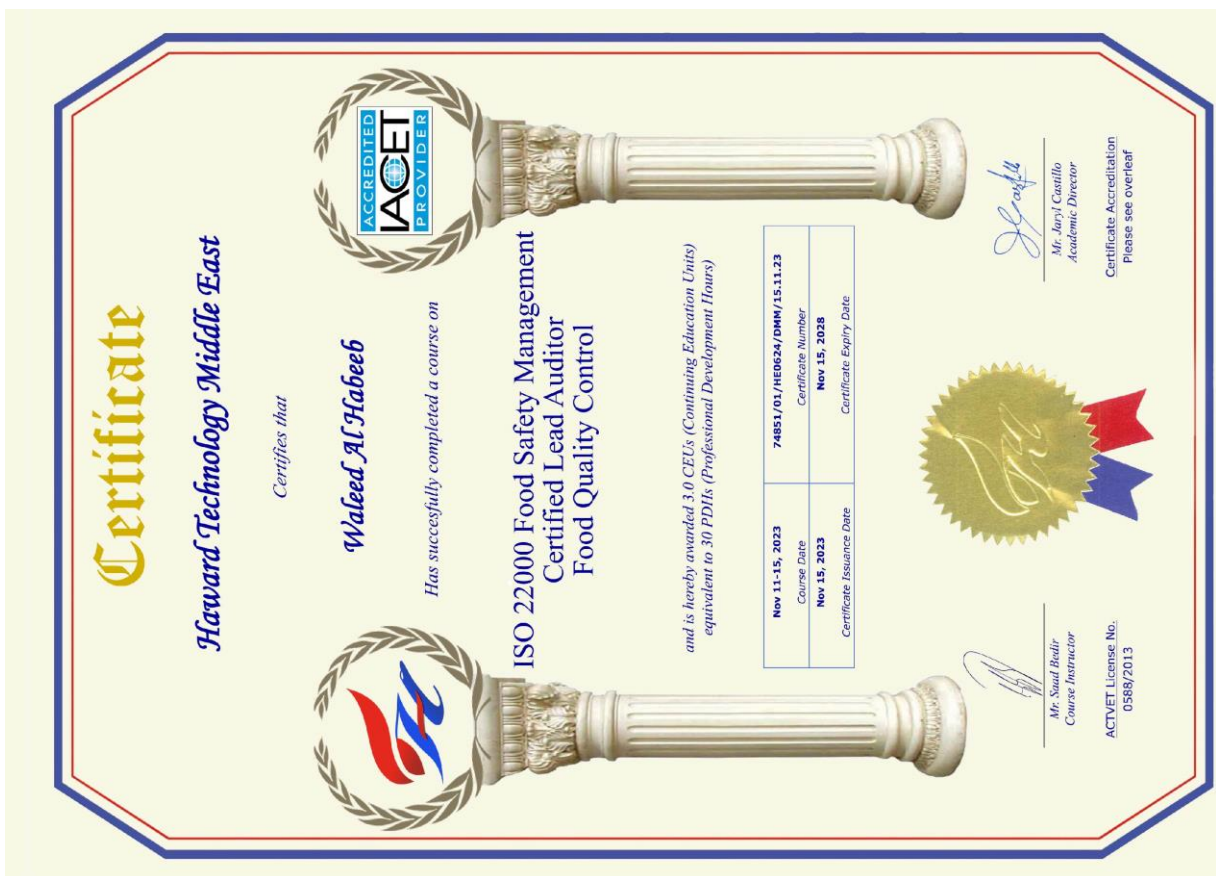 Certificate
Haward Technology Middle East
Certifies that
Waleed Al Habeeb
ACCREDITED
IACET
PROVIDER
Has succesfully completed a course on
ISO 22000 Food Safety Management
Certified Lead Auditor
Food Quality Control
and is hereby awarded 3.0 CEUs (Continuing Education Units)
equivalent to 30 PDHs (Professional Development Hours)
Nov 11-15, 2023
Course Date
74851/01/HE0624/DMM/15.11.23
Certificate Number
Nov 15, 2023
Certificate Issuance Date
Nov 15, 2028
Certificate Expiry Date
Mr. Saad Bedir
Course Instructor
ACTVET License No.
0588/2013
Mr. Jaryl Castillo
Academic Director
Certificate Accreditation
Please see overleaf